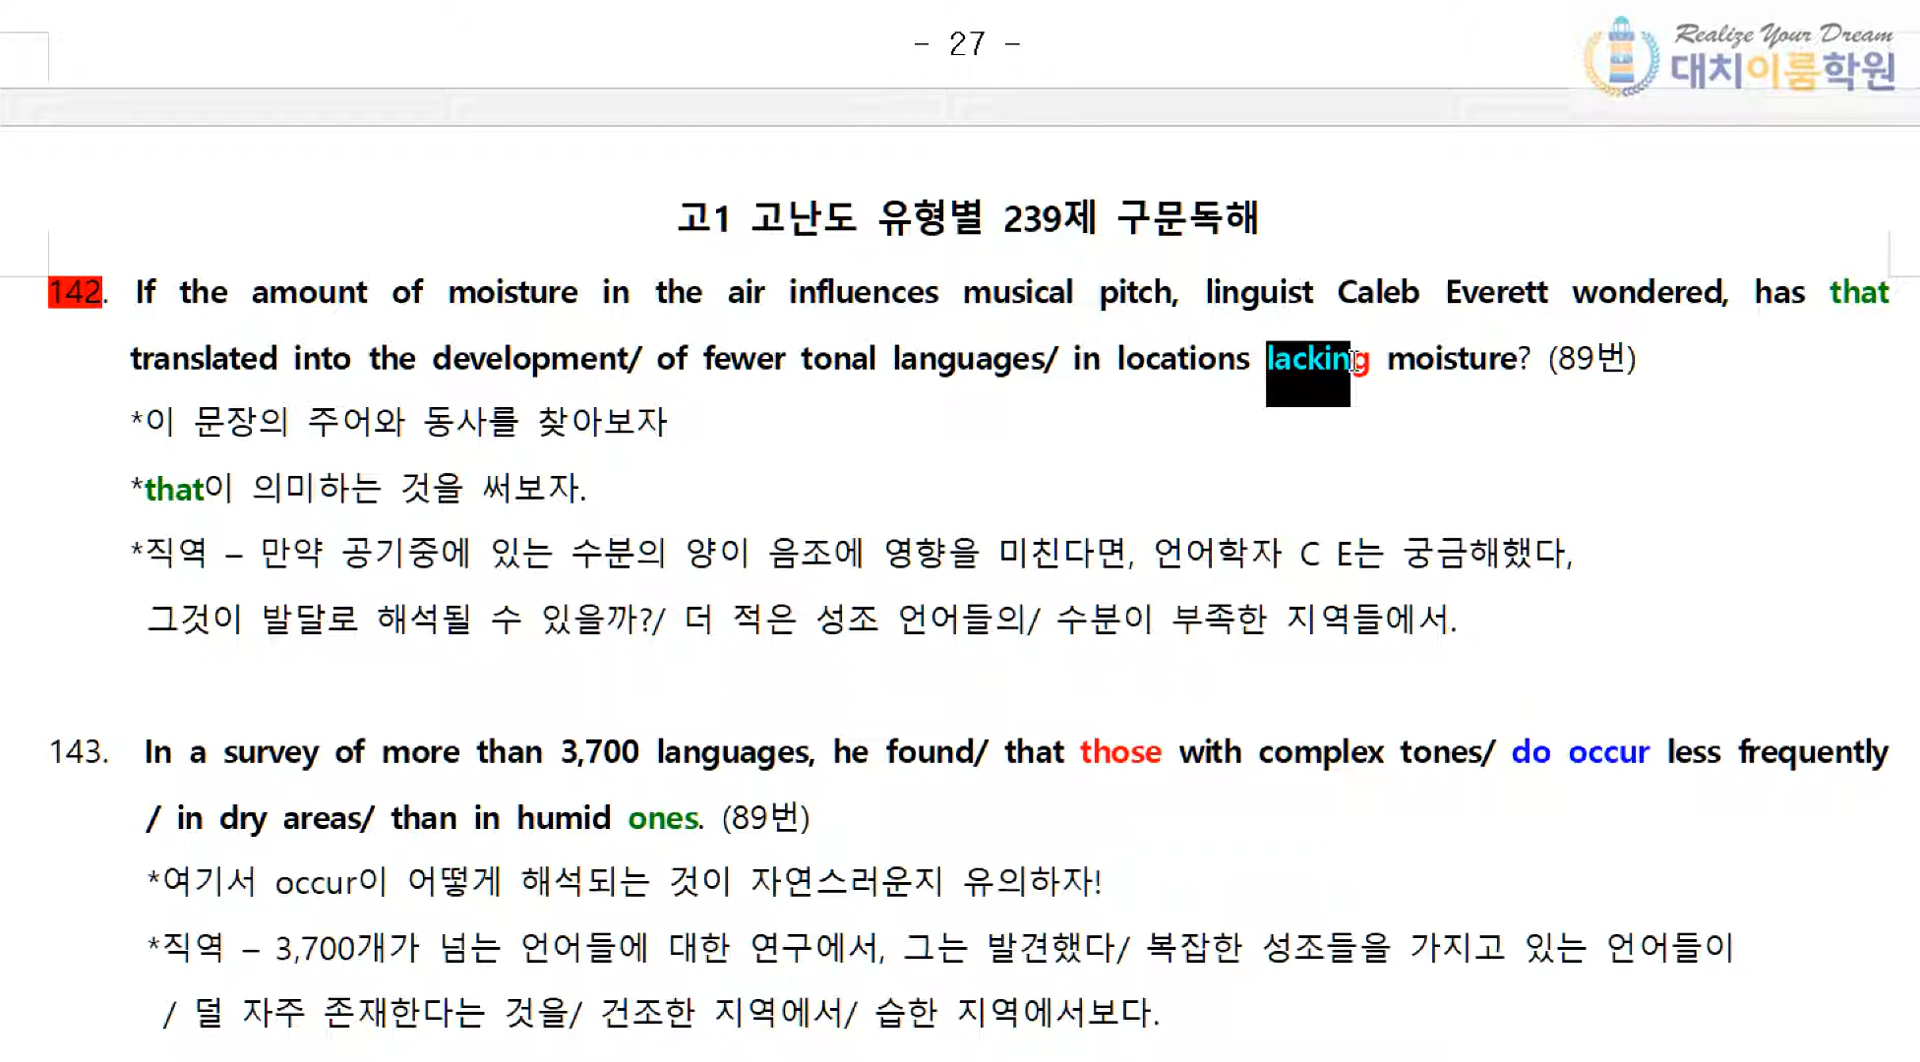 - 27 -
Realize Your Dream
대치이룸학원
고1 고난도 유형별 239제 구문독해
142. If the amount of moisture in the air influences musical pitch, linguist Caleb Everett wondered, has that
translated into the development/ of fewer tonal languages/ in locations lacking moisture? (89번)
*이 문장의 주어와 동사를 찾아보자
*that이 의미하는 것을 써보자.
*직역 – 만약 공기중에 있는 수분의 양이 음조에 영향을 미친다면, 언어학자 C E는 궁금해했다,
그것이 발달로 해석될 수 있을까?/ 더 적은 성조 언어들의/ 수분이 부족한 지역들에서.
143. In a survey of more than 3,700 languages, he found/ that those with complex tones/ do occur less frequently
/ in dry areas/ than in humid ones. (89번)
*여기서 occur이 어떻게 해석되는 것이 자연스러운지 유의하자!
*직역 – 3,700개가 넘는 언어들에 대한 연구에서, 그는 발견했다/ 복잡한 성조들을 가지고 있는 언어들이
/ 덜 자주 존재한다는 것을/ 건조한 지역에서/ 습한 지역에서보다.